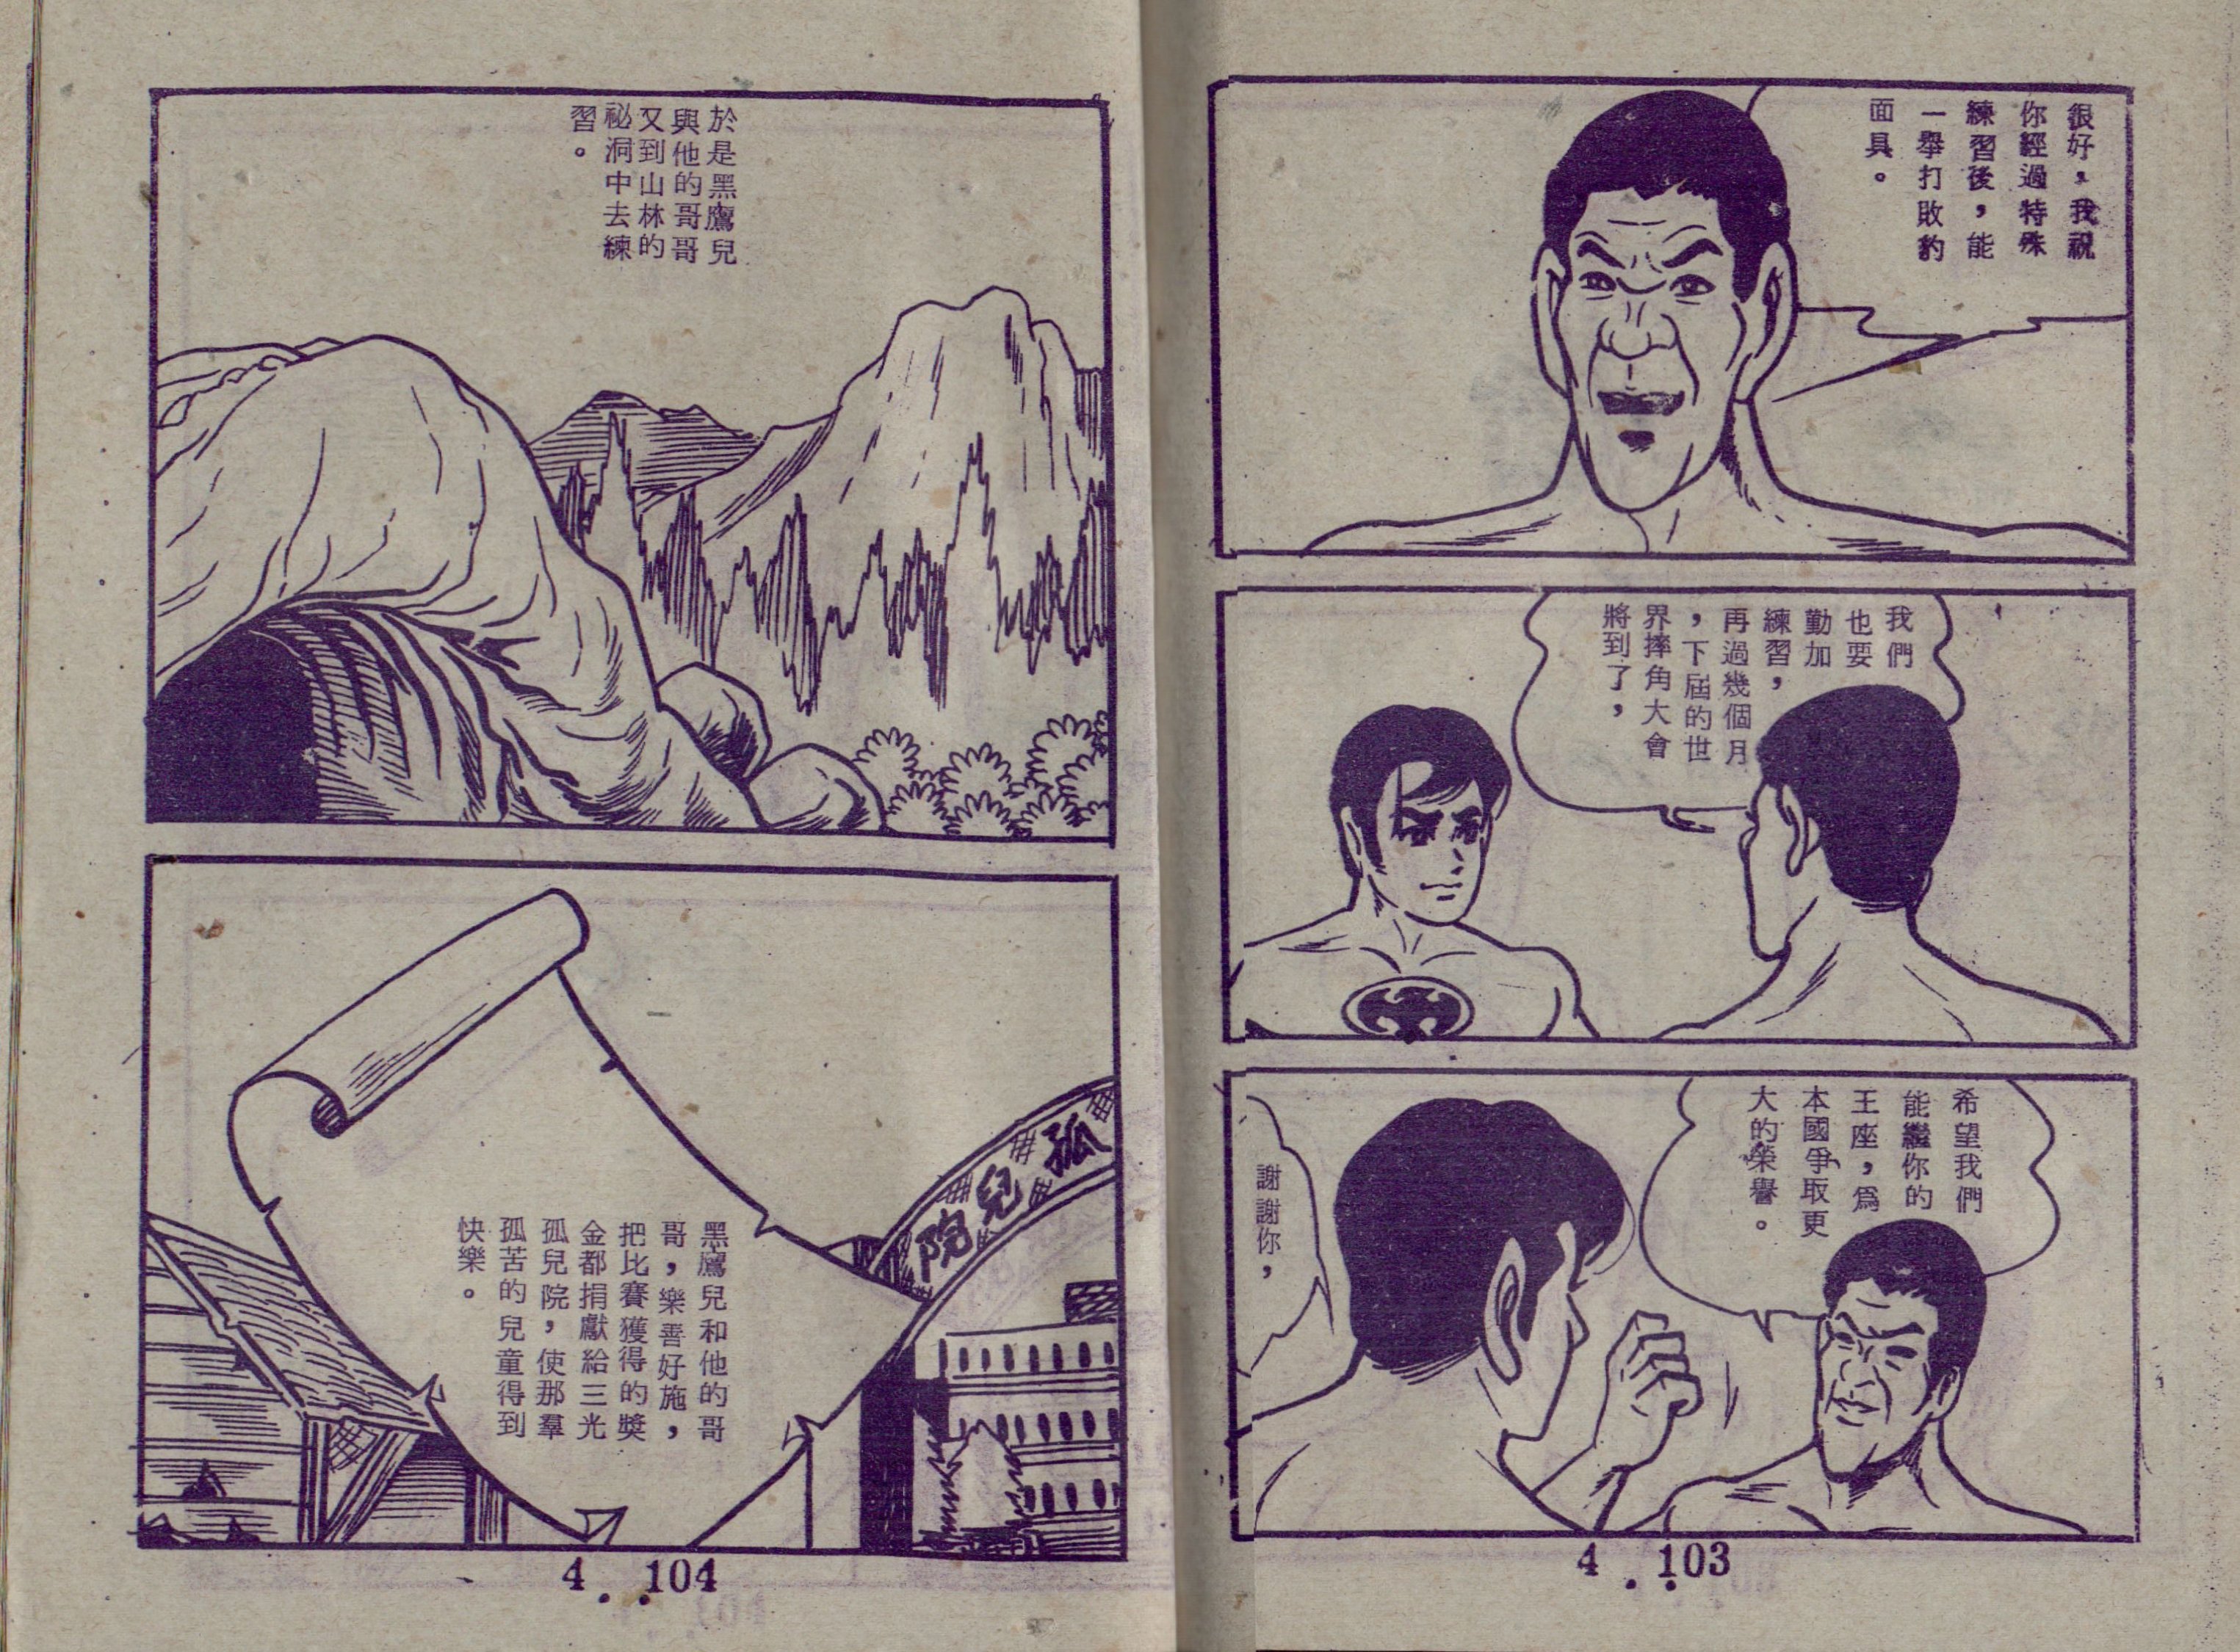 很好，我祝
你經過特殊
練習後，能
一舉打敗豹
面具。
我們
也要
勤加
練習，
再過幾個月
，下屆的世
界摔角大會
將到了，
希望我們
能繼你的
王座，為
本國爭取更
大的榮譽。
謝謝你，
4..103
於是黑鷹兒
與他的哥哥
又到山林的
祕洞中去練
習。
孤兒院
黑鷹兒和他的哥
哥，樂善好施，
把比賽獲得的獎
金都捐獻給三光
孤兒院，使那羣
孤苦的兒童得到
快樂。
4..104